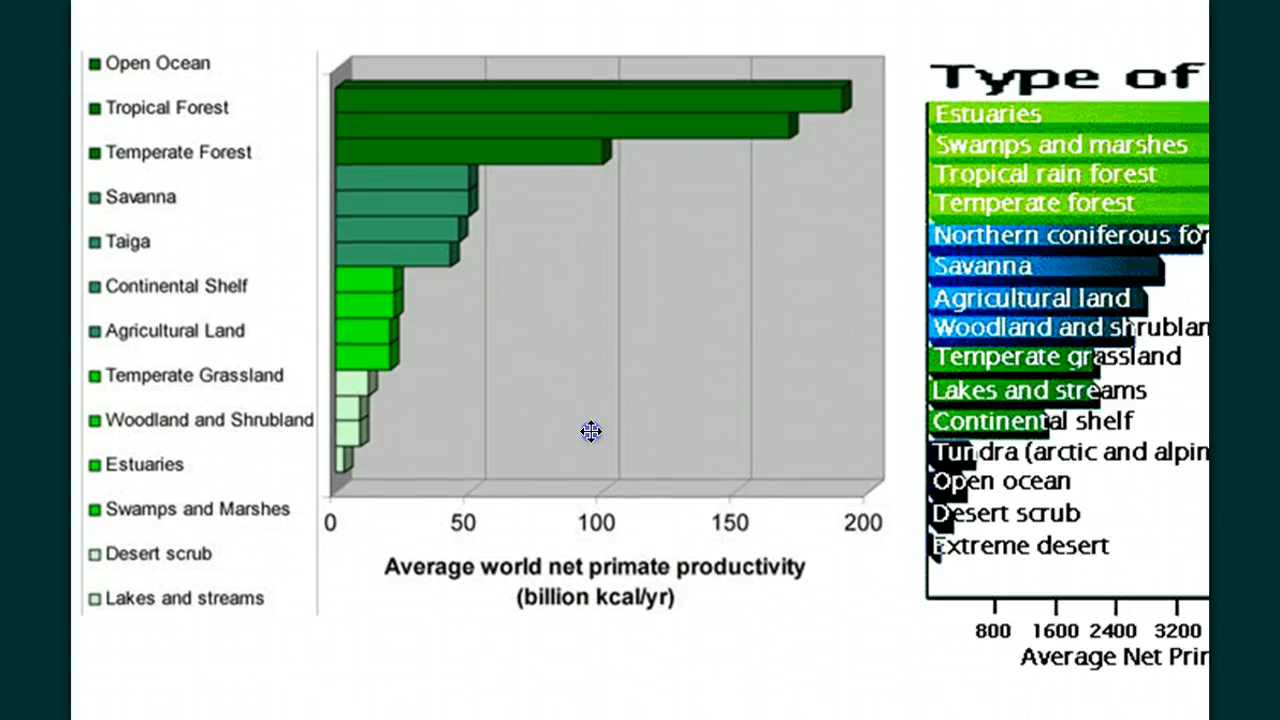 Open Ocean
Tropical Forest
Temperate Forest
Savanna
Taiga
Continental Shelf
Agricultural Land
Temperate Grassland
Woodland and Shrubland
Estuaries
Swamps and Marshes
Desert scrub
Lakes and streams
0 50 100 150 200
Average world net primate productivity
(billion kcal/yr)
Type of
Estuaries
Swamps and marshes
Tropical rain forest
Temperate forest
Northern coniferous for
Savanna
Agricultural land
Woodland and shrublan
Temperate grassland
Lakes and streams
Continental shelf
Tundra (arctic and alpin
Open ocean
Desert scrub
Extreme desert
800 1600 2400 3200
Average Net Prin